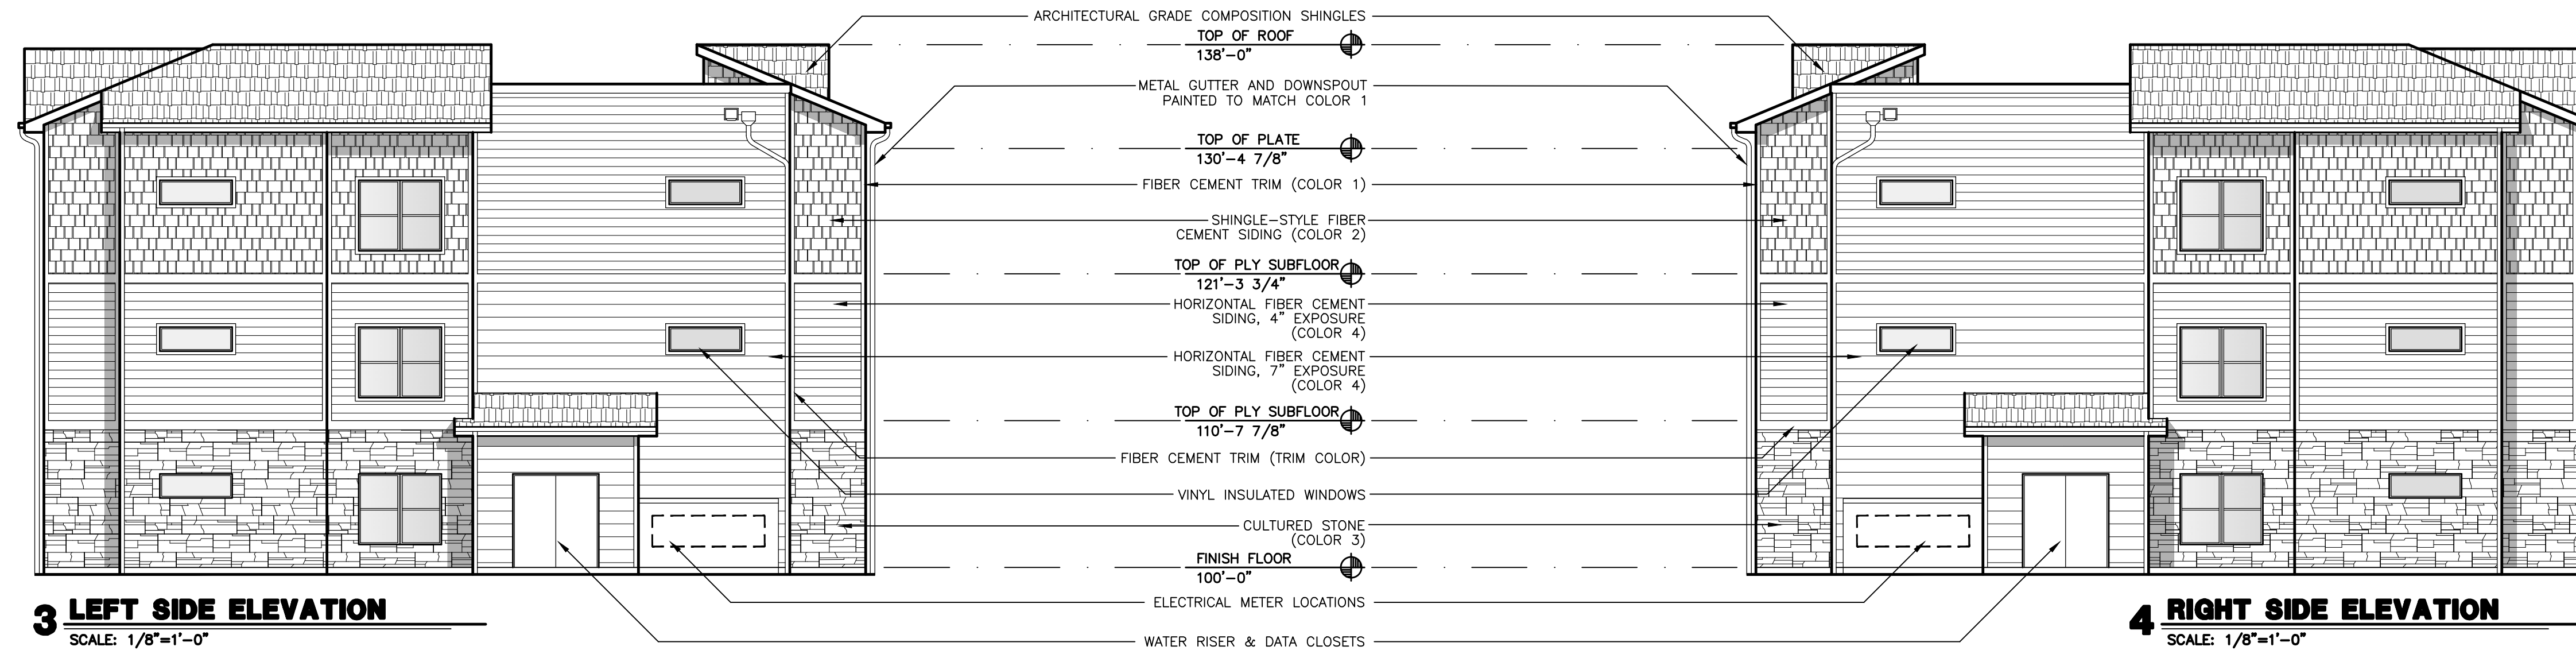 ARCHITECTURAL GRADE COMPOSITION SHINGLES
TOP OF ROOF
138'-0"
METAL GUTTER AND DOWNSPOUT
PAINTED TO MATCH COLOR 1
TOP OF PLATE
130'-4 7/8"
FIBER CEMENT TRIM (COLOR 1)
SHINGLE-STYLE FIBER
CEMENT SIDING (COLOR 2)
TOP OF PLY SUBFLOOR
121'-3 3/4"
HORIZONTAL FIBER CEMENT
SIDING, 4" EXPOSURE
(COLOR 4)
HORIZONTAL FIBER CEMENT
SIDING, 7" EXPOSURE
(COLOR 4)
TOP OF PLY SUBFLOOR
110'-7 7/8"
FIBER CEMENT TRIM (TRIM COLOR)
VINYL INSULATED WINDOWS
CULTURED STONE
(COLOR 3)
FINISH FLOOR
100'-0"
ELECTRICAL METER LOCATIONS
WATER RISER & DATA CLOSETS
3 LEFT SIDE ELEVATION
SCALE: 1/8"=1'-0"
4 RIGHT SIDE ELEVATION
SCALE: 1/8"=1'-0"